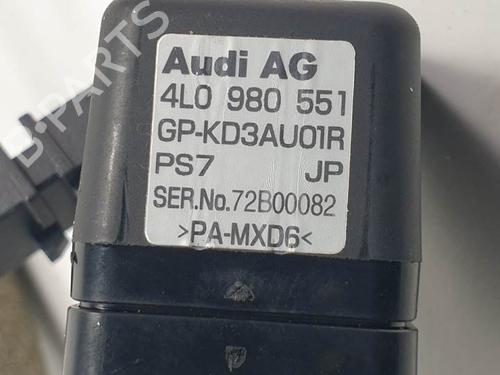 Audi AG
4L0 980 551
GP-KD3AU01R
PS7 JP
SER.No.72B00082
>PA-MXD6<
B-PARTS